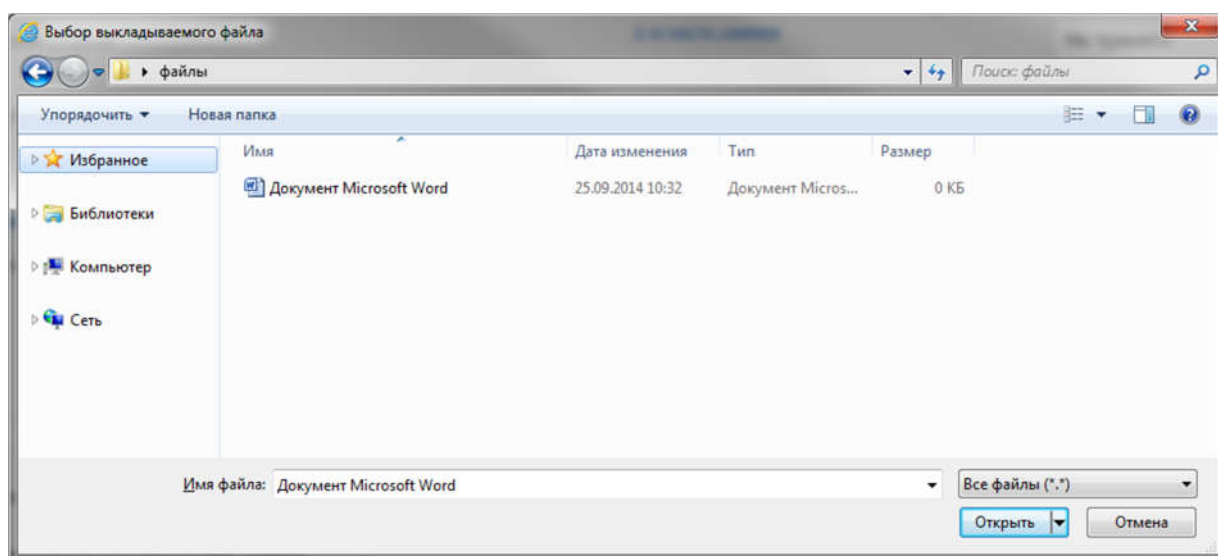 Выбор выкладываемого файла
файлы
Поиск: файлы
Упорядочить Новая папка
Имя Дата изменения Тип Размер
Избранное
Документ Microsoft Word 25.09.2014 10:32 Документ Micros... 0 КБ
Библиотеки
Компьютер
Сеть
Имя файла: Документ Microsoft Word Все файлы (*.*)
Открыть Отмена